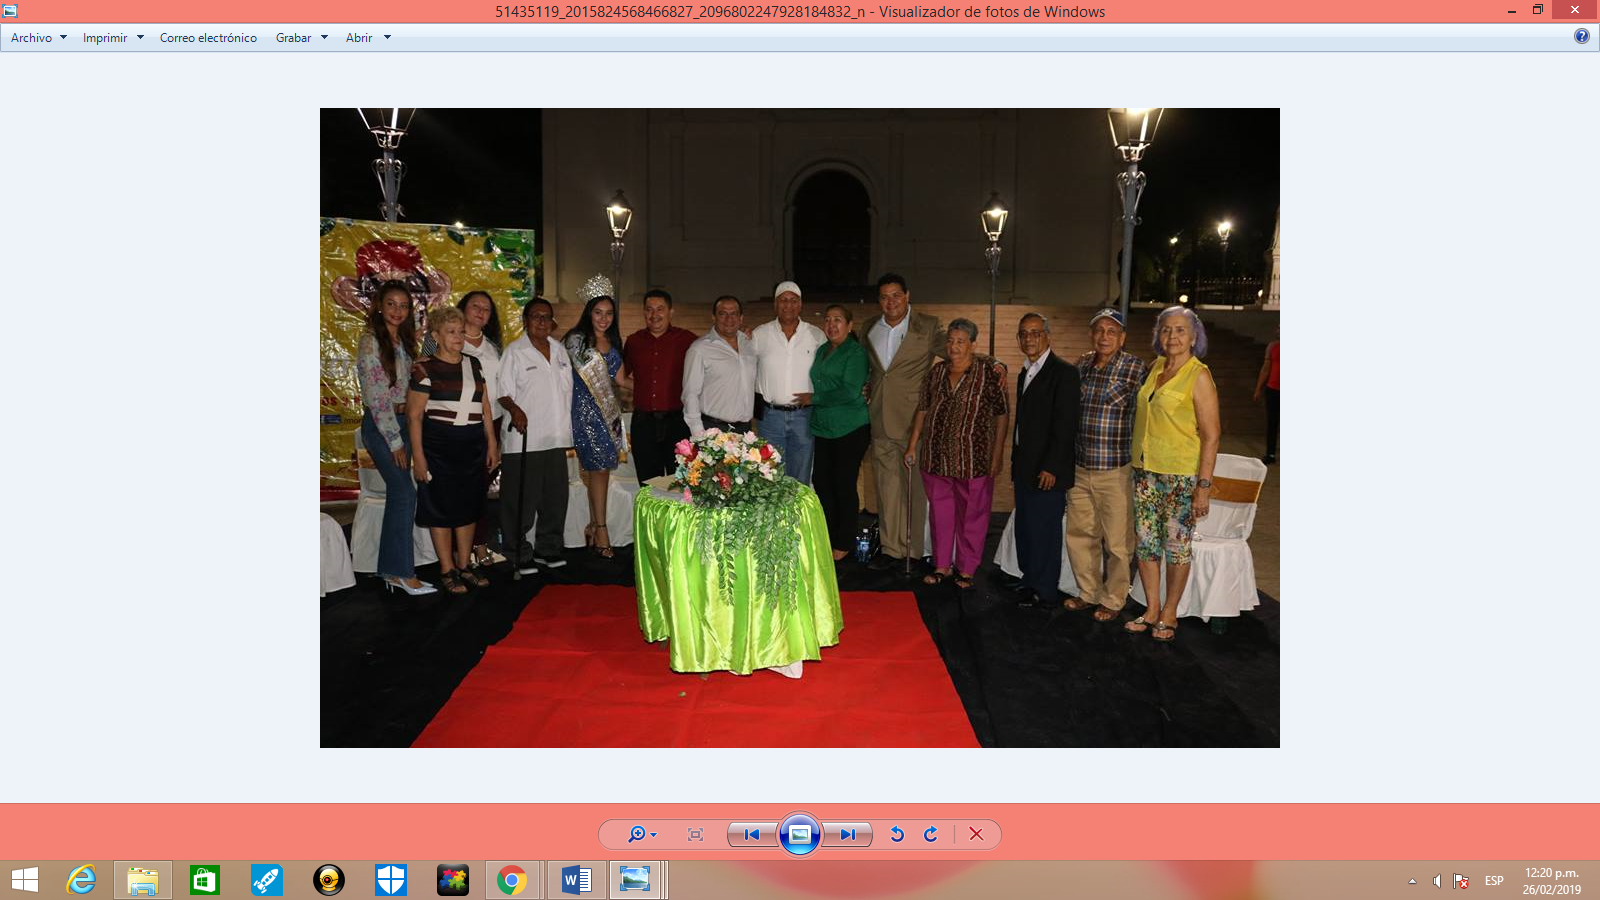 51435119_2015824568466827_2096802247928184832_n - Visualizador de fotos de Windows
Archivo Imprimir Correo electrónico Grabar Abrir
ESP
12:20 p.m.
26/02/2019